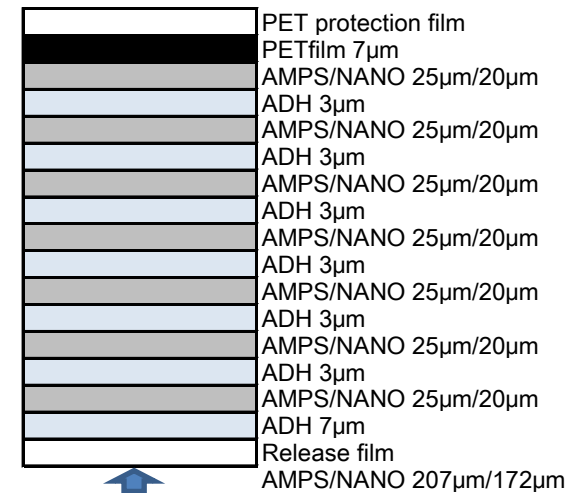 PET protection film
PETfilm 7μm
AMPS/NANO 25μm/20μm
ADH 3μm
AMPS/NANO 25μm/20μm
ADH 3μm
AMPS/NANO 25μm/20μm
ADH 3μm
AMPS/NANO 25μm/20μm
ADH 3μm
AMPS/NANO 25μm/20μm
ADH 3μm
AMPS/NANO 25μm/20μm
ADH 3μm
AMPS/NANO 25μm/20μm
ADH 7μm
Release film
AMPS/NANO 207μm/172μm